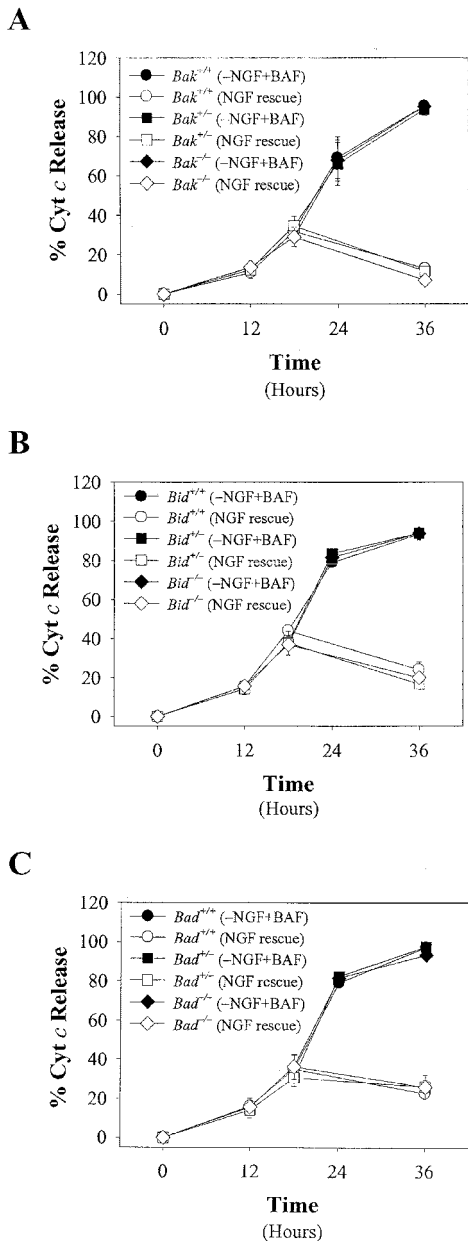 A
120
100
80
60
40
20
0
% Cyt c Release
Bak+/+ (–NGF+BAF)
Bak+/+ (NGF rescue)
Bak+/- (–NGF+BAF)
Bak+/- (NGF rescue)
Bak-/- (–NGF+BAF)
Bak-/- (NGF rescue)
0 12 24 36
Time
(Hours)
B
120
100
80
60
40
20
0
% Cyt c Release
Bid+/+ (–NGF+BAF)
Bid+/+ (NGF rescue)
Bid+/- (–NGF+BAF)
Bid+/- (NGF rescue)
Bid-/- (–NGF+BAF)
Bid-/- (NGF rescue)
0 12 24 36
Time
(Hours)
C
120
100
80
60
40
20
0
% Cyt c Release
Bad+/+ (–NGF+BAF)
Bad+/+ (NGF rescue)
Bad+/- (–NGF+BAF)
Bad+/- (NGF rescue)
Bad-/- (–NGF+BAF)
Bad-/- (NGF rescue)
0 12 24 36
Time
(Hours)